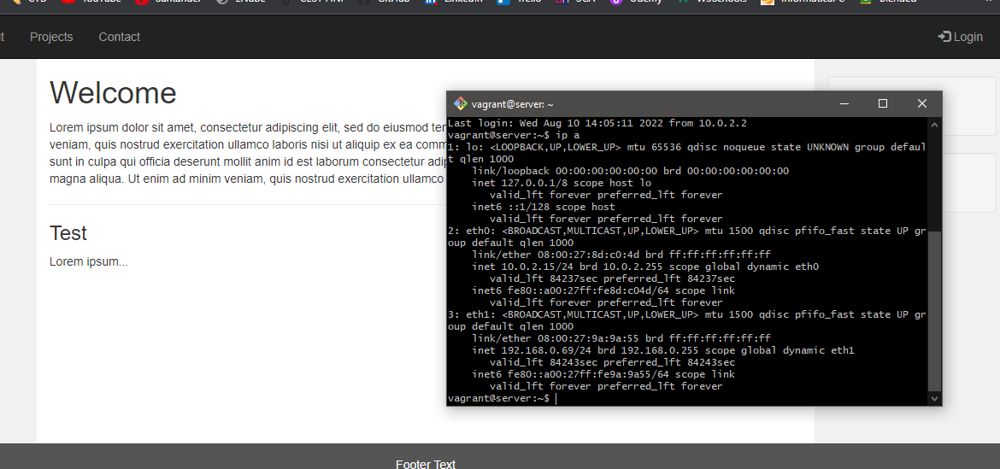 YouTube Santander 2Nube GitHub LinkedIn Trello Udemy W3Schools blended
Projects Contact Login
Welcome
Lorem ipsum dolor sit amet, consectetur adipiscing elit, sed do eiusmod
veniam, quis nostrud exercitation ullamco laboris nisi ut aliquip ex ea
sunt in culpa qui officia deserunt mollit anim id est laborum consectetur
magna aliqua. Ut enim ad minim veniam, quis nostrud exercitation ullamco
Test
Lorem ipsum...
vagrant@server: ~
Last login: Wed Aug 10 14:05:11 2022 from 10.0.2.2
vagrant@server:~$ ip a
1: lo: <LOOPBACK,UP,LOWER_UP> mtu 65536 qdisc noqueue state UNKNOWN group defaul
t qlen 1000
link/loopback 00:00:00:00:00:00 brd 00:00:00:00:00:00
inet 127.0.0.1/8 scope host lo
valid_lft forever preferred_lft forever
inet6 ::1/128 scope host
valid_lft forever preferred_lft forever
2: eth0: <BROADCAST,MULTICAST,UP,LOWER_UP> mtu 1500 qdisc pfifo_fast state UP gr
oup default qlen 1000
link/ether 08:00:27:8d:c0:4d brd ff:ff:ff:ff:ff:ff
inet 10.0.2.15/24 brd 10.0.2.255 scope global dynamic eth0
valid_lft 84237sec preferred_lft 84237sec
inet6 fe80::a00:27ff:fe8d:c04d/64 scope link
valid_lft forever preferred_lft forever
3: eth1: <BROADCAST,MULTICAST,UP,LOWER_UP> mtu 1500 qdisc pfifo_fast state UP gr
oup default qlen 1000
link/ether 08:00:27:9a:9a:55 brd ff:ff:ff:ff:ff:ff
inet 192.168.0.69/24 brd 192.168.0.255 scope global dynamic eth1
valid_lft 84243sec preferred_lft 84243sec
inet6 fe80::a00:27ff:fe9a:9a55/64 scope link
valid_lft forever preferred_lft forever
vagrant@server:~$
Footer Text